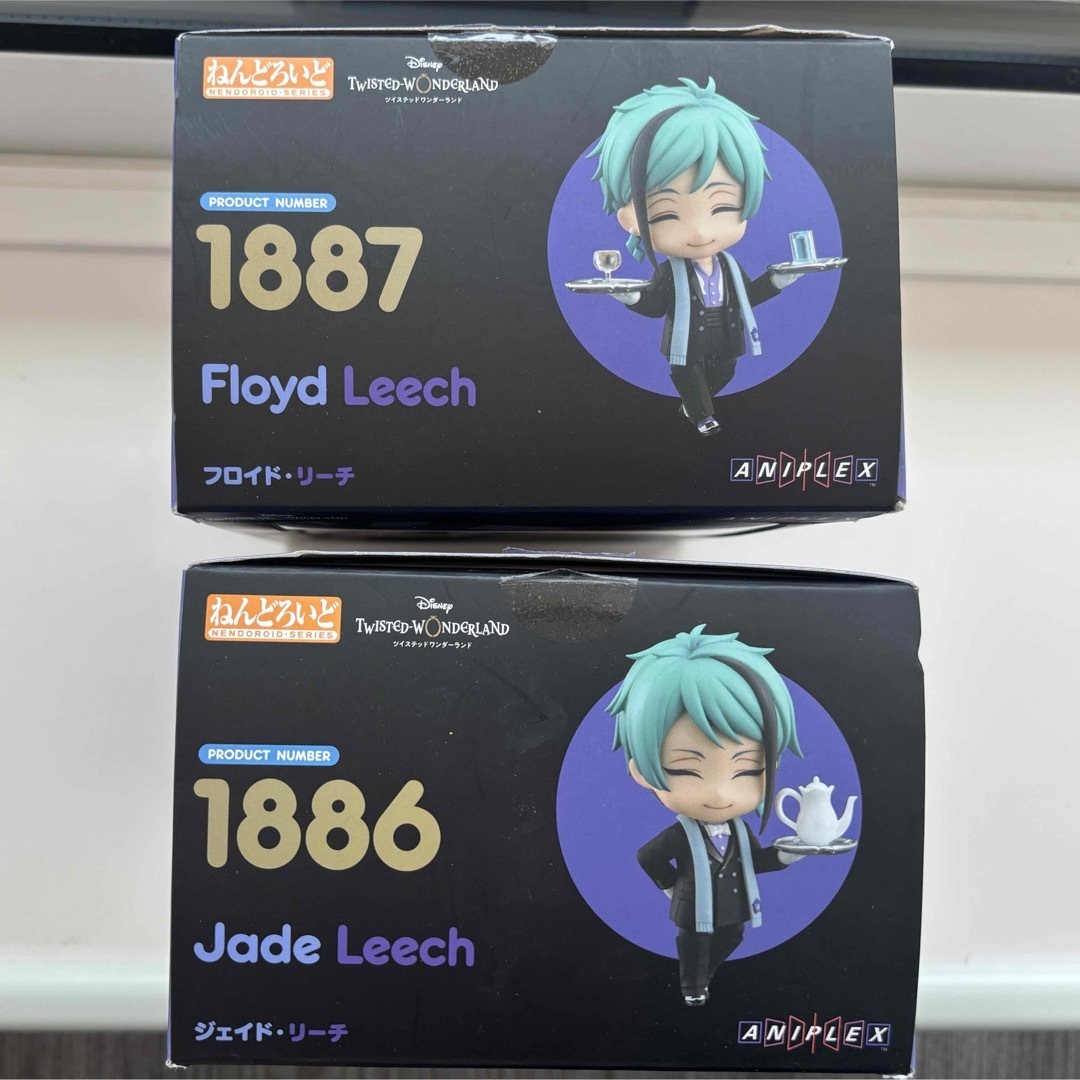 ねんどろいど
NENDOROID-SERIES
Disney
TWISTED-WONDERLAND
ツイステッドワンダーランド
PRODUCT NUMBER
1887
Floyd Leech
フロイド・リーチ
ANIPLEX
TM
ねんどろいど
NENDOROID-SERIES
Disney
TWISTED-WONDERLAND
ツイステッドワンダーランド
PRODUCT NUMBER
1886
Jade Leech
ジェイド・リーチ
ANIPLEX
TM